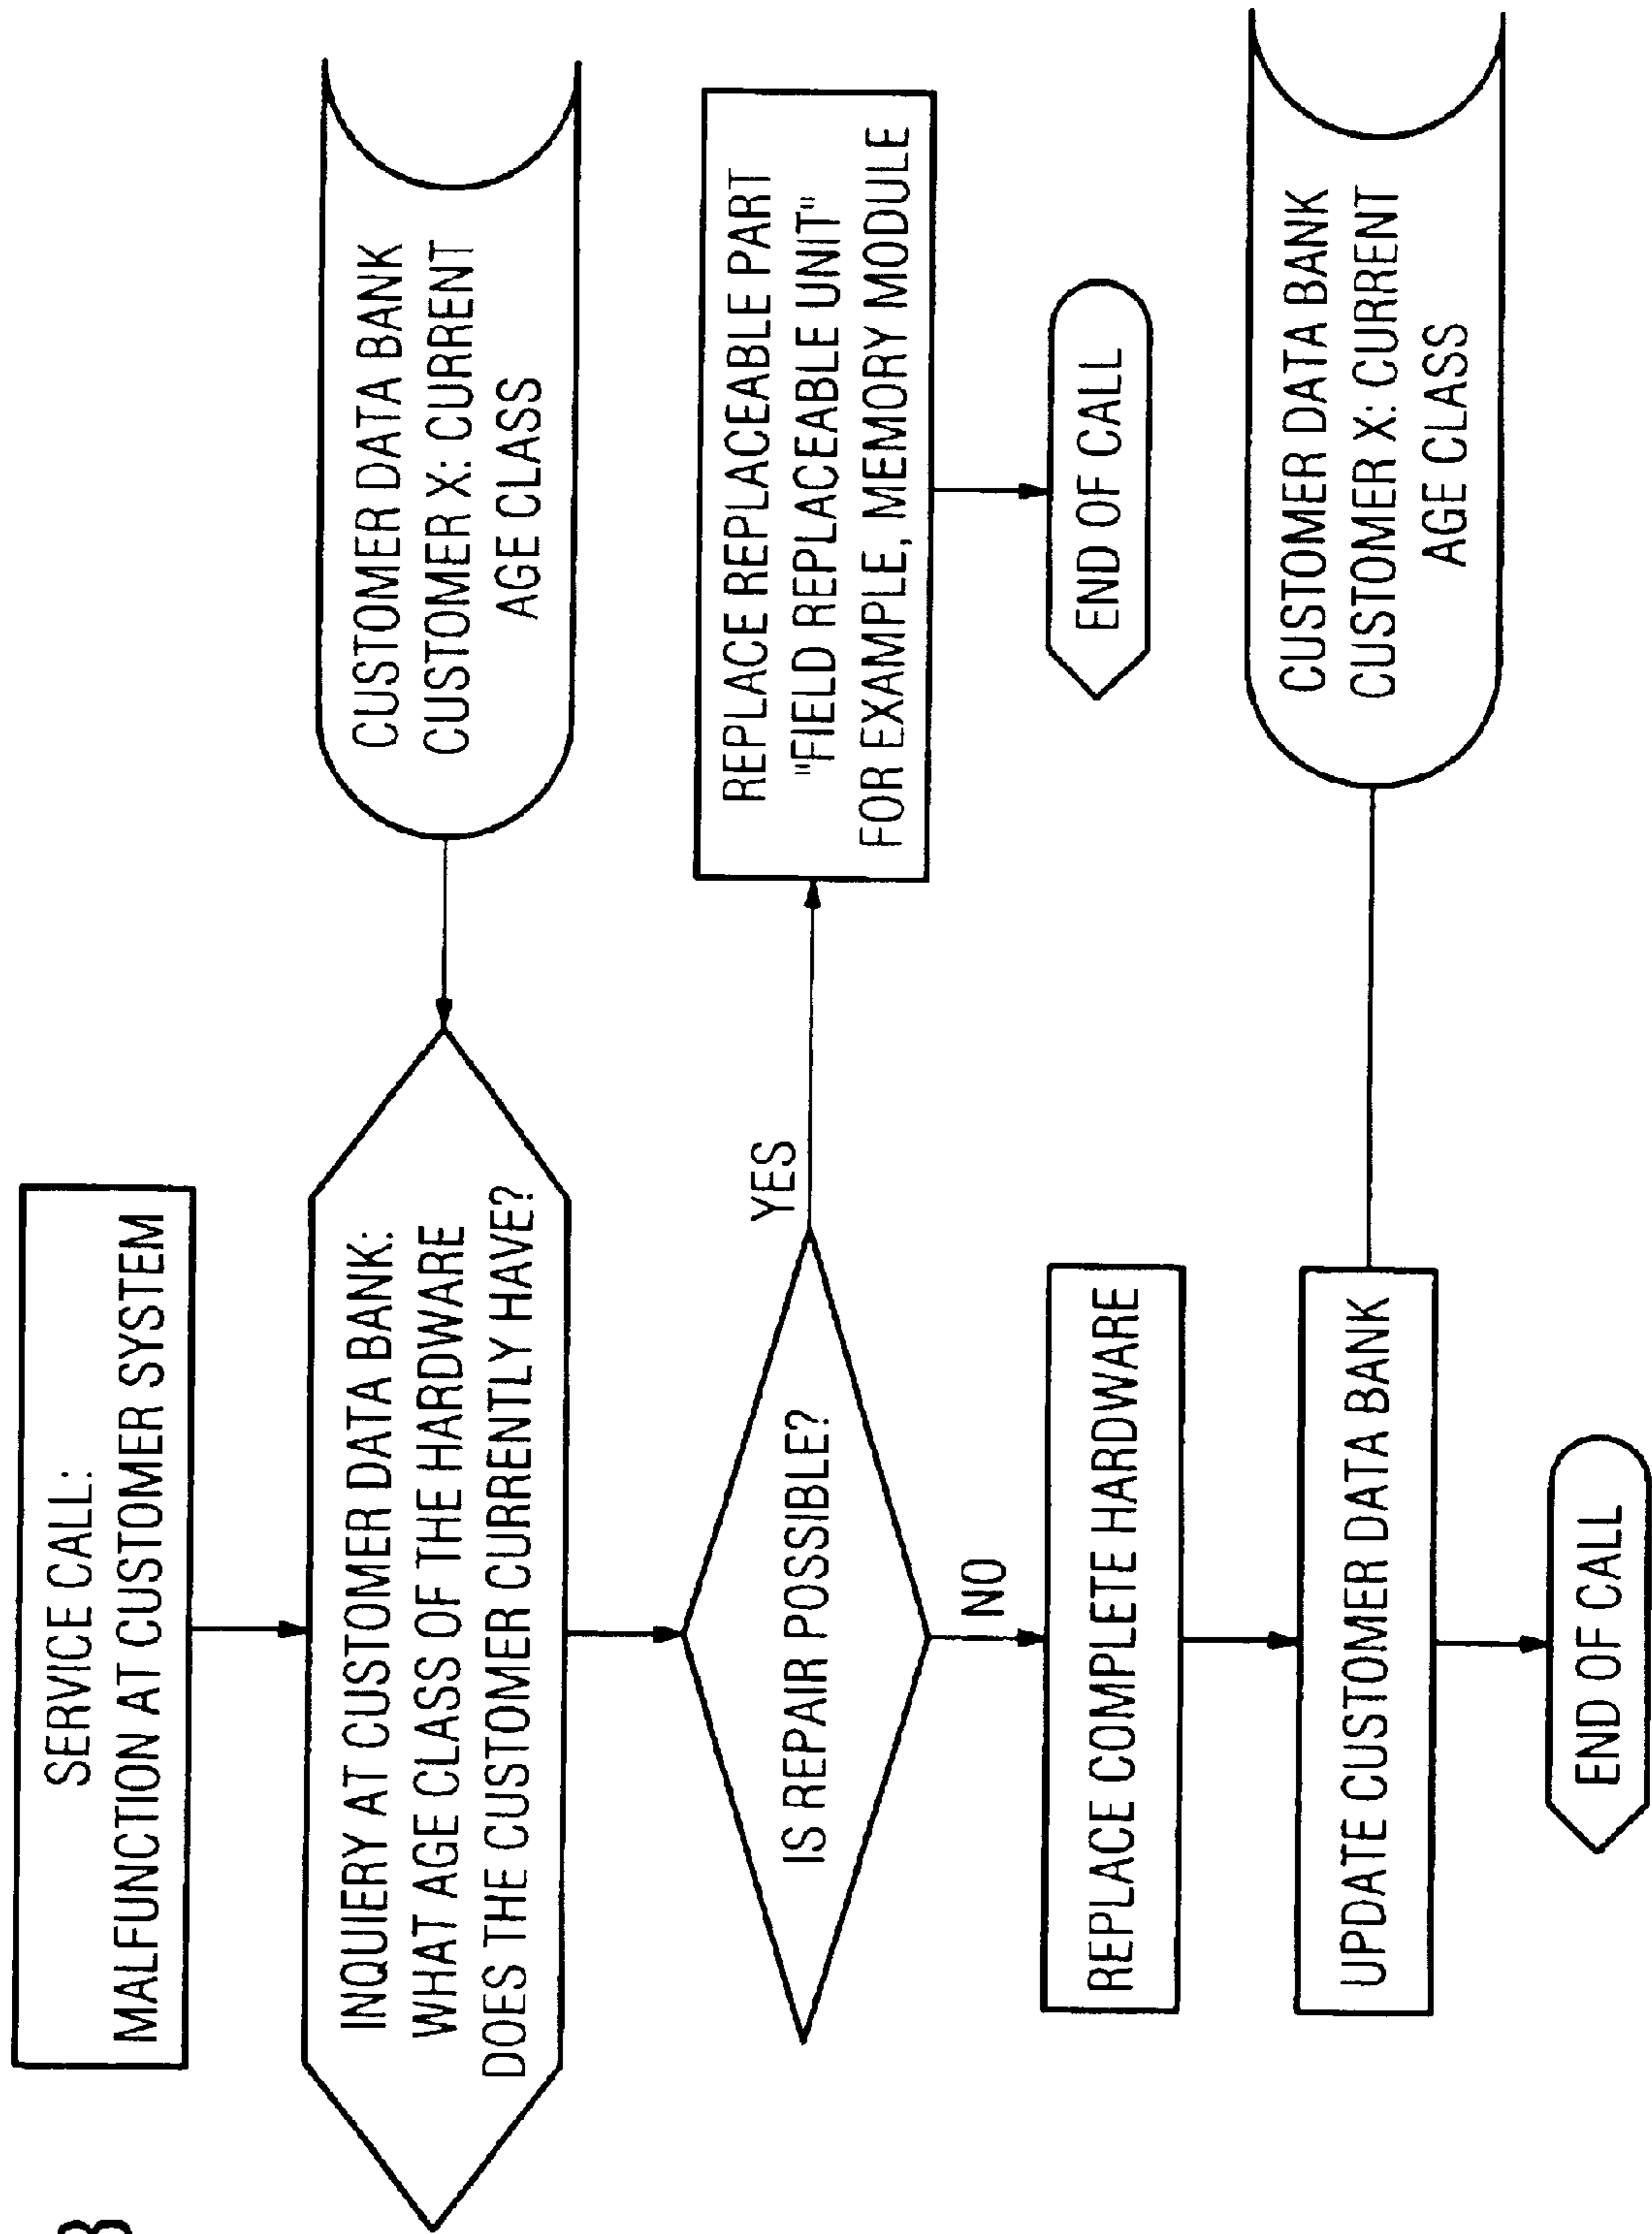 SERVICE CALL:
MALFUNCTION AT CUSTOMER SYSTEM
INQUIERY AT CUSTOMER DATA BANK:
WHAT AGE CLASS OF THE HARDWARE
DOES THE CUSTOMER CURRENTLY HAVE?
CUSTOMER DATA BANK
CUSTOMER X: CURRENT
AGE CLASS
IS REPAIR POSSIBLE?
YES
REPLACE REPLACEABLE PART
"FIELD REPLACEABLE UNIT"
FOR EXAMPLE, MEMORY MODULE
END OF CALL
NO
REPLACE COMPLETE HARDWARE
UPDATE CUSTOMER DATA BANK
CUSTOMER DATA BANK
CUSTOMER X: CURRENT
AGE CLASS
END OF CALL